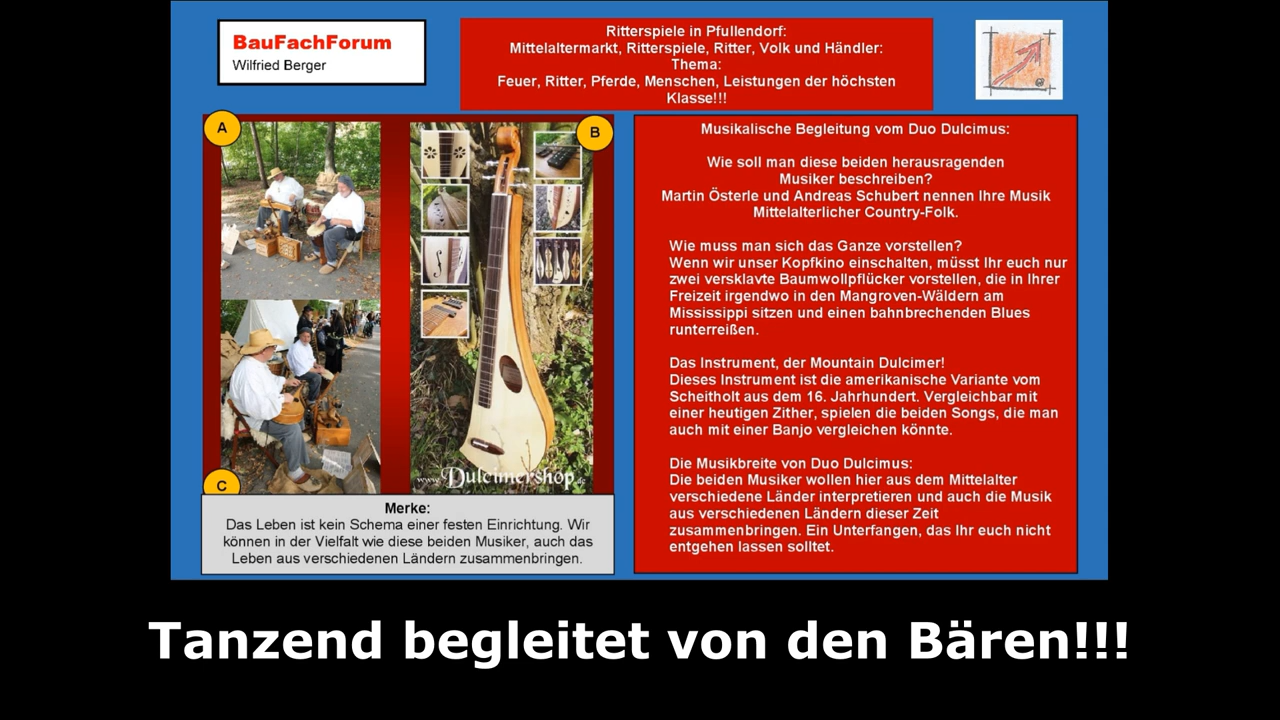 BauFachForum
Wilfried Berger
Ritterspiele in Pfullendorf:
Mittelaltermarkt, Ritterspiele, Ritter, Volk und Händler:
Thema:
Feuer, Ritter, Pferde, Menschen, Leistungen der höchsten
Klasse!!!
A
B
www.Dulcimershop.de
C
Merke:
Das Leben ist kein Schema einer festen Einrichtung. Wir
können in der Vielfalt wie diese beiden Musiker, auch das
Leben aus verschiedenen Ländern zusammenbringen.
Musikalische Begleitung vom Duo Dulcimus:
Wie soll man diese beiden herausragenden
Musiker beschreiben?
Martin Österle und Andreas Schubert nennen Ihre Musik
Mittelalterlicher Country-Folk.
Wie muss man sich das Ganze vorstellen?
Wenn wir unser Kopfkino einschalten, müsst Ihr euch nur
zwei versklavte Baumwollpflücker vorstellen, die in Ihrer
Freizeit irgendwo in den Mangroven-Wäldern am
Mississippi sitzen und einen bahnbrechenden Blues
runterreißen.
Das Instrument, der Mountain Dulcimer!
Dieses Instrument ist die amerikanische Variante vom
Scheitholt aus dem 16. Jahrhundert. Vergleichbar mit
einer heutigen Zither, spielen die beiden Songs, die man
auch mit einer Banjo vergleichen könnte.
Die Musikbreite von Duo Dulcimus:
Die beiden Musiker wollen hier aus dem Mittelalter
verschiedene Länder interpretieren und auch die Musik
aus verschiedenen Ländern dieser Zeit
zusammenbringen. Ein Unterfangen, das Ihr euch nicht
entgehen lassen solltet.
Tanzend begleitet von den Bären!!!